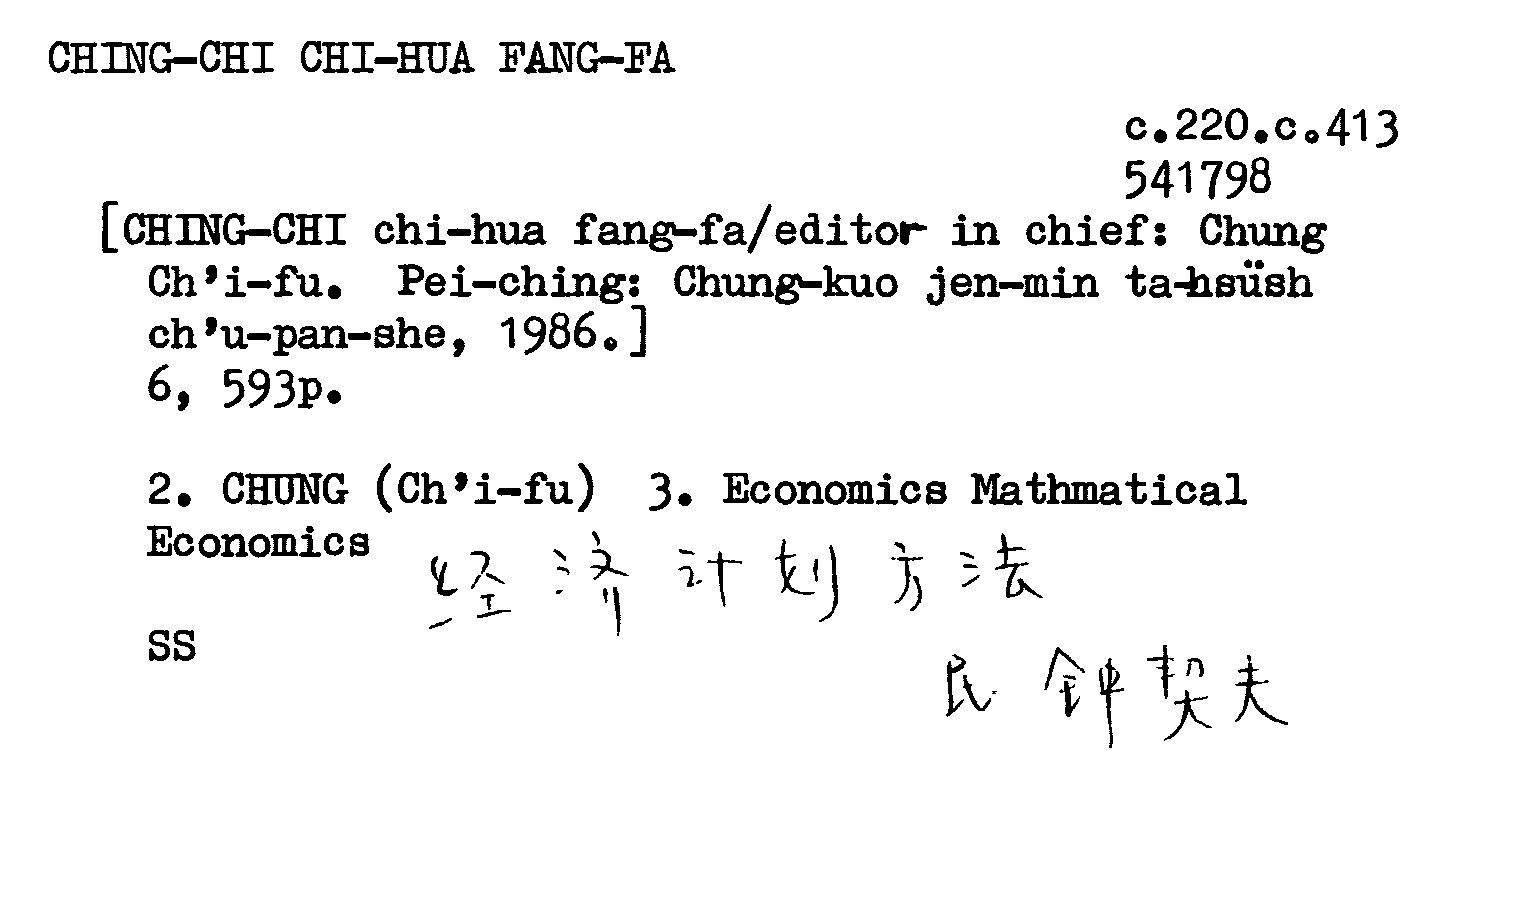 CHING-CHI CHI-HUA FANG-FA
c.220.c.413
541798
[CHING-CHI chi-hua fang-fa/editor in chief: Chung
Ch'i-fu. Pei-ching: Chung-kuo jen-min ta-hsüsh
ch'u-pan-she, 1986.]
6, 593p.
2. CHUNG (Ch'i-fu) 3. Economics Mathmatical
Economics
经济计划方法
SS
民 钟契夫